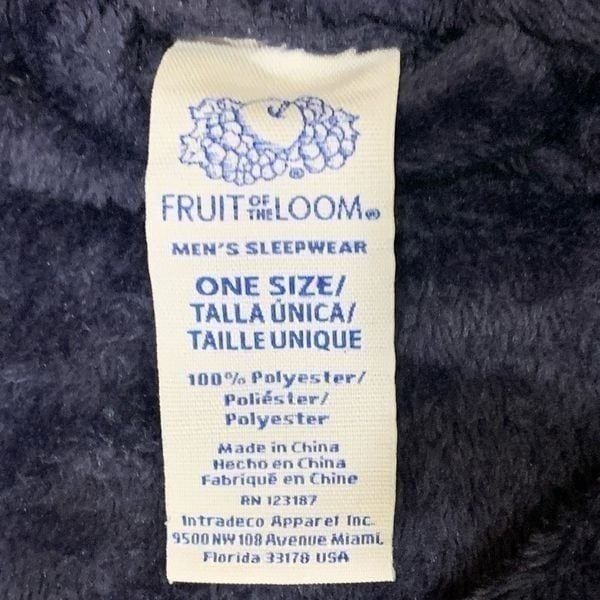 FRUIT OF THE LOOM®
MEN'S SLEEPWEAR
ONE SIZE/
TALLA ÚNICA/
TAILLE UNIQUE
100% Polyester/
Poliéster/
Polyester
Made in China
Hecho en China
Fabriqué en Chine
RN 123187
Intradeco Apparel Inc.
9500 NW 108 Avenue Miami,
Florida 33178 USA